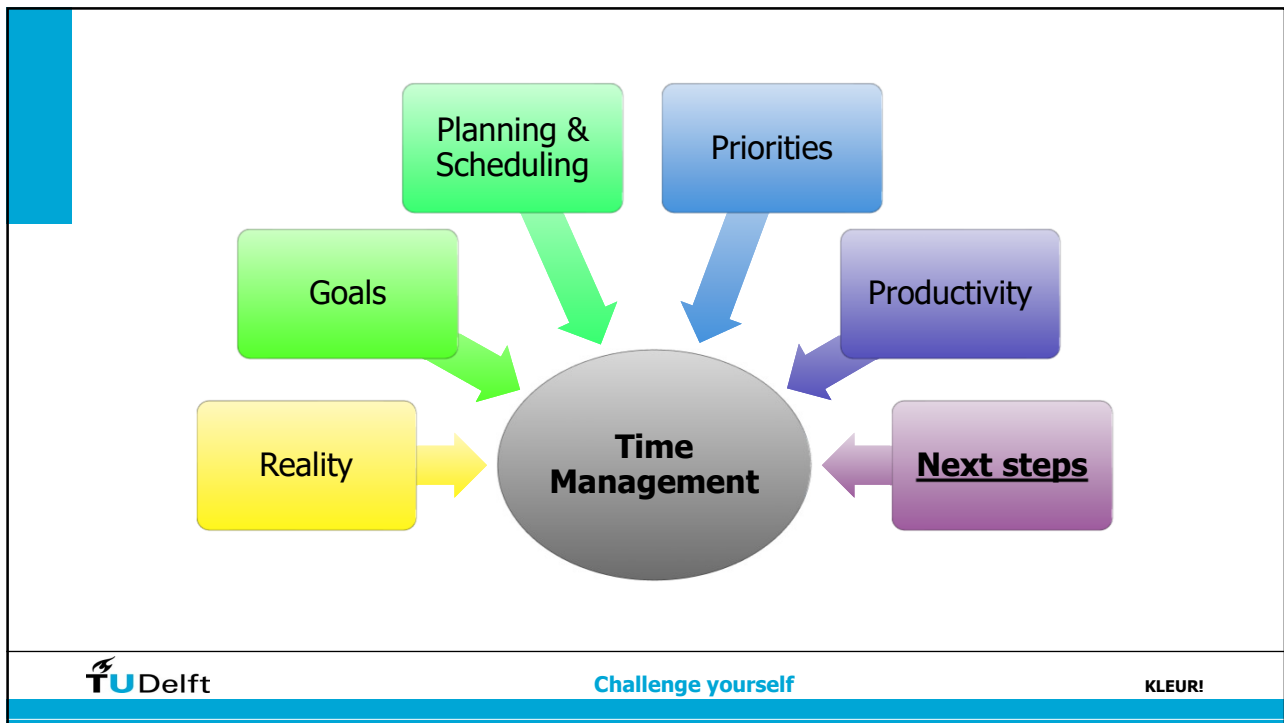 Planning &
Scheduling
Priorities
Goals
Productivity
Reality
Time
Management
Next steps
TUDelft
Challenge yourself
KLEUR!